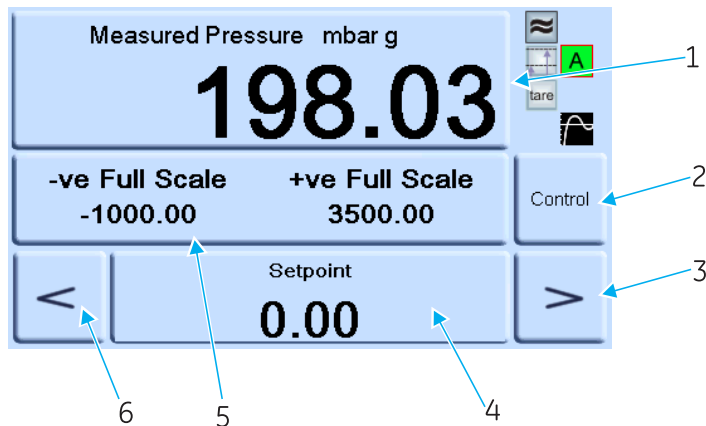 Measured Pressure mbar g
198.03
A
tare
1
-ve Full Scale +ve Full Scale
-1000.00 3500.00
Control
2
Setpoint
0.00
<
>
3
6
5
4